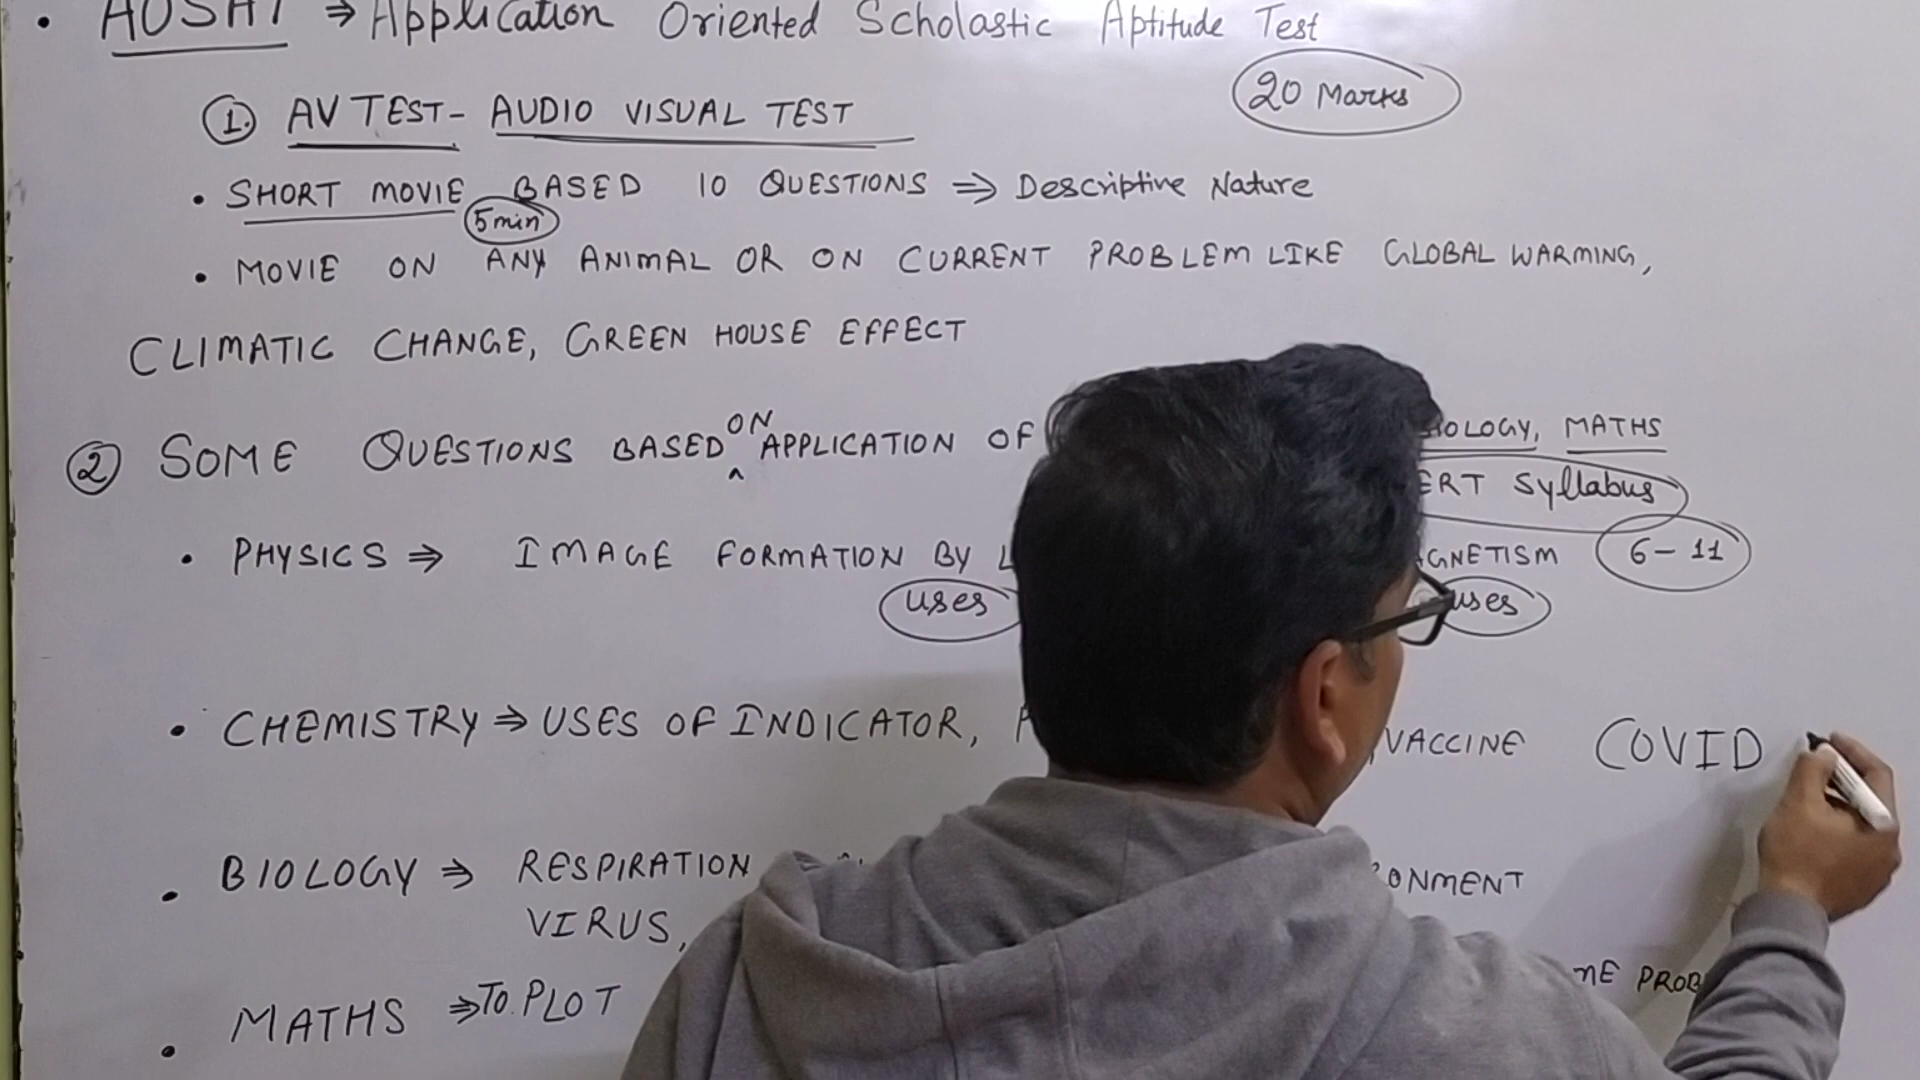 • AOSAT ⇒ Application Oriented Scholastic Aptitude Test
20 Marks
1. AV TEST - AUDIO VISUAL TEST
• SHORT MOVIE BASED 10 QUESTIONS ⇒ Descriptive Nature
5min
• MOVIE ON ANY ANIMAL OR ON CURRENT PROBLEM LIKE GLOBAL WARMING,
CLIMATIC CHANGE, GREEN HOUSE EFFECT
ON
2 SOME QUESTIONS BASED ^ APPLICATION OF IOLOGY, MATHS
ERT Syllabus
• PHYSICS ⇒ IMAGE FORMATION BY L GNETISM 6-11
uses uses
• CHEMISTRY ⇒ USES OF INDICATOR, VACCINE COVID
• BIOLOGY ⇒ RESPIRATION ONMENT
VIRUS,
ME PROB
• MATHS ⇒ TO PLOT